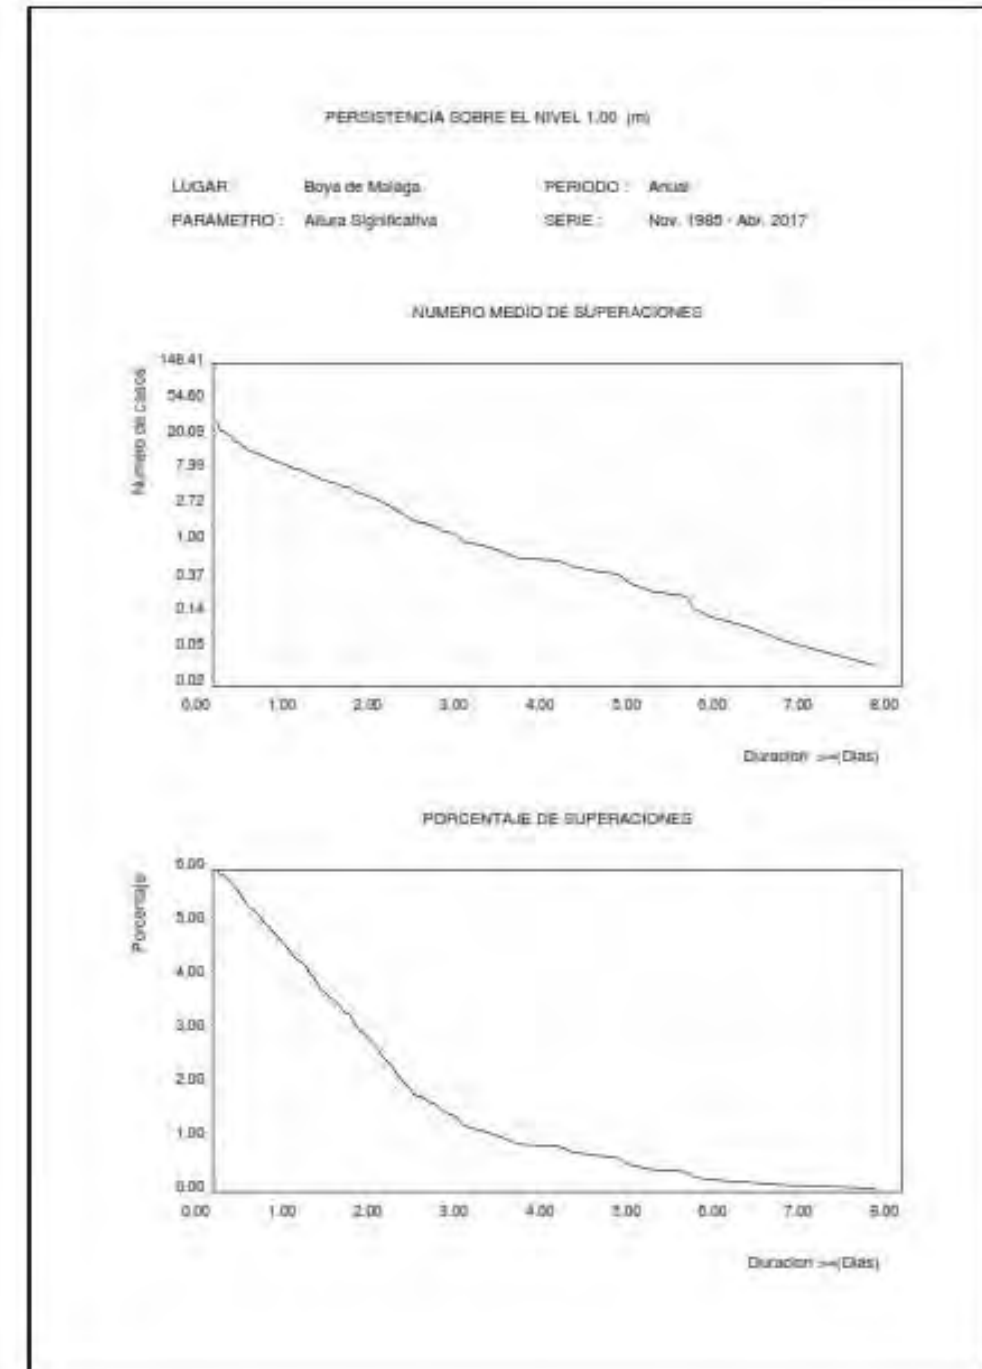 PERSISTENCIA SOBRE EL NIVEL 1.00 (m)
LUGAR Boya de Malaga PERIODO : Anual
PARAMETRO : Altura Significativa SERIE : Nov. 1985 - Abr. 2017
NUMERO MEDIO DE SUPERACIONES
Numero de casos
148.41
54.60
20.09
7.39
2.72
1.00
0.37
0.14
0.05
0.02
0.00 1.00 2.00 3.00 4.00 5.00 6.00 7.00 8.00
Duracion >=(Dias)
PORCENTAJE DE SUPERACIONES
Porcentaje
6.00
5.00
4.00
3.00
2.00
1.00
0.00
0.00 1.00 2.00 3.00 4.00 5.00 6.00 7.00 8.00
Duracion >=(Dias)